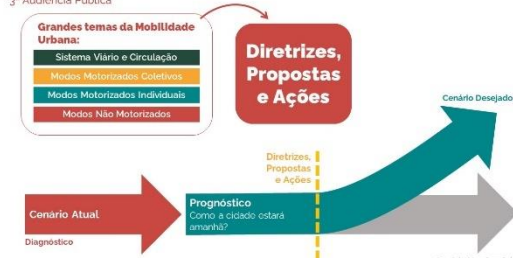 3ª Audiência Pública
Grandes temas da Mobilidade
Urbana:
Sistema Viário e Circulação
Modos Motorizados Coletivos
Modos Motorizados Individuais
Modos Não Motorizados
Diretrizes,
Propostas
e Ações
Cenário Desejado
Diretrizes,
Propostas
e Ações
Prognóstico
Como a cidade estará
amanhã?
Cenário Atual
Diagnóstico